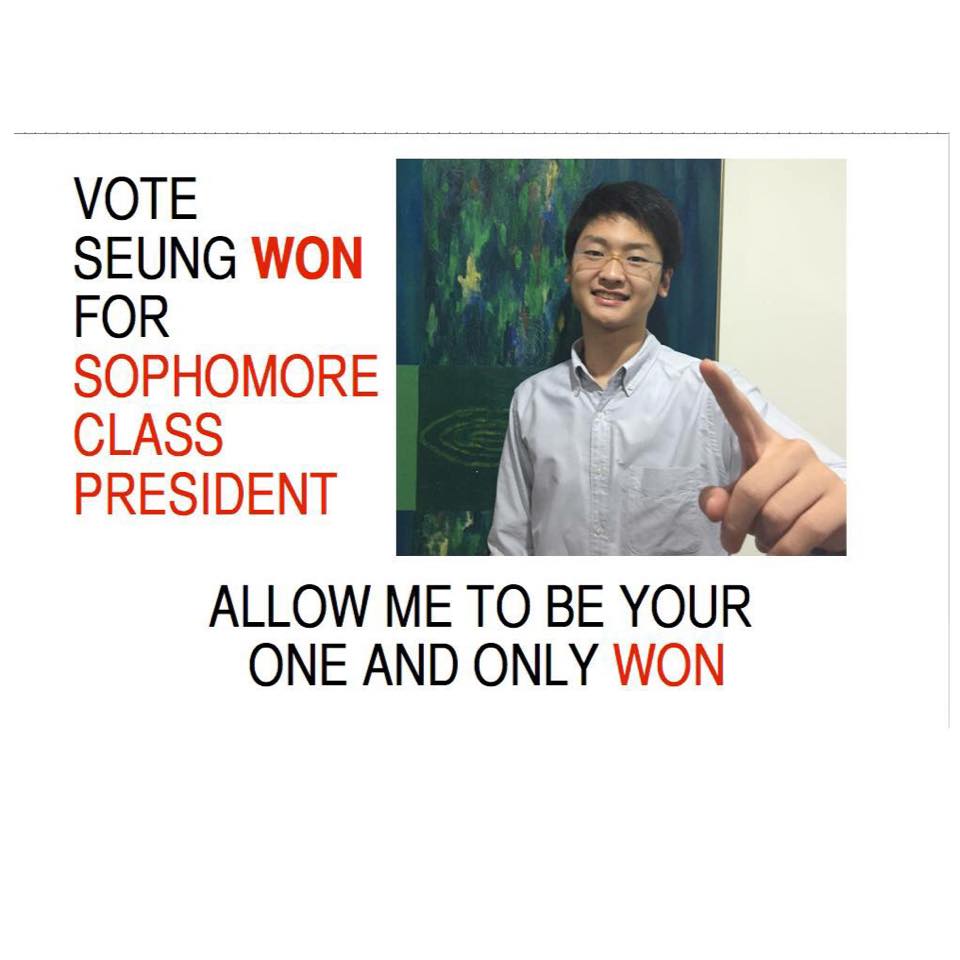 VOTE
SEUNG WON
FOR
SOPHOMORE
CLASS
PRESIDENT
ALLOW ME TO BE YOUR
ONE AND ONLY WON